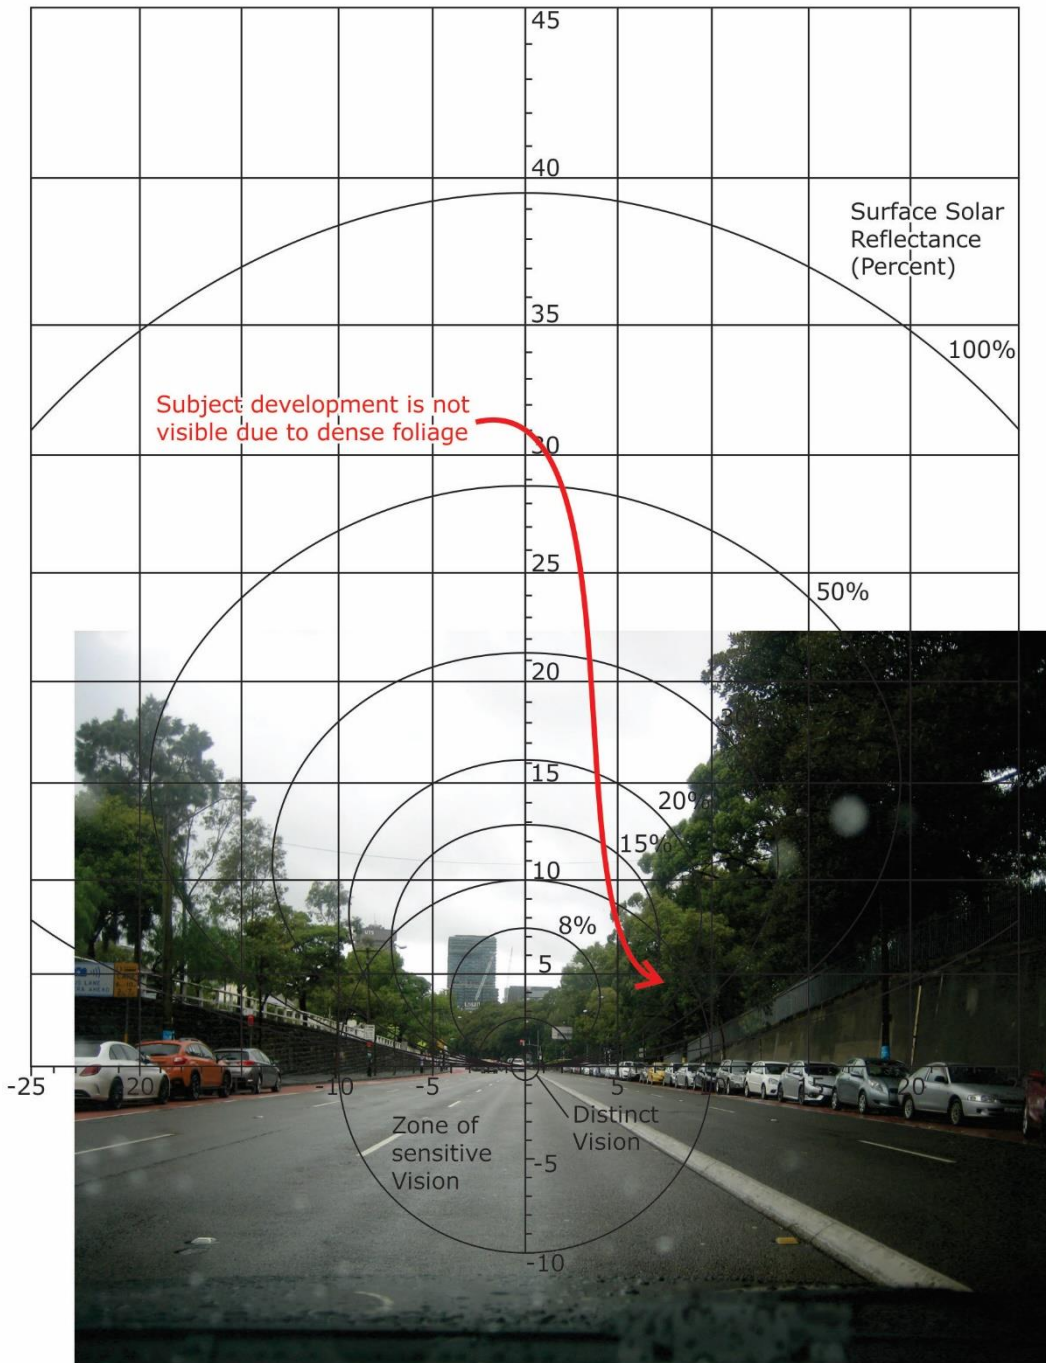 45
40
Surface Solar
Reflectance
(Percent)
35
100%
Subject development is not
visible due to dense foliage
30
25
50%
20
15
20%
15%
10
8%
5
-25
20
-10
-5
5
15
20
Zone of
sensitive
Vision
Distinct
Vision
-5
-10